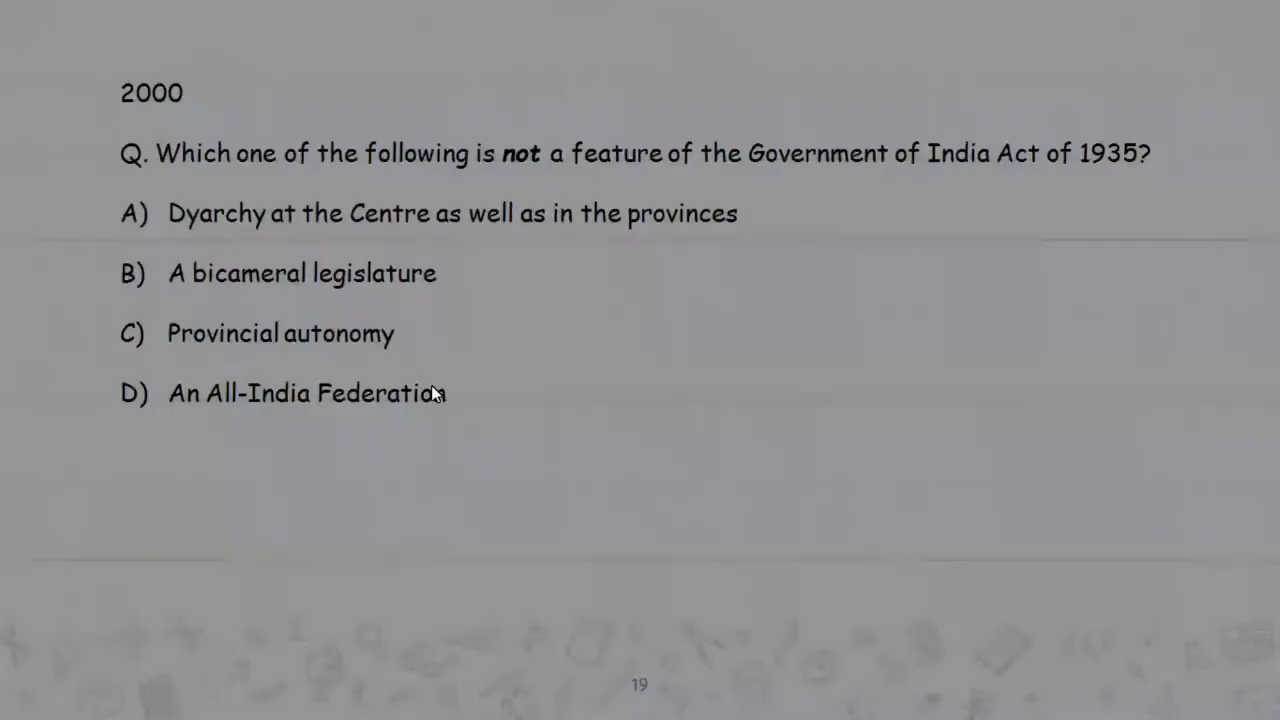 2000
Q. Which one of the following is not a feature of the Government of India Act of 1935?
A) Dyarchy at the Centre as well as in the provinces
B) A bicameral legislature
C) Provincial autonomy
D) An All-India Federation
19